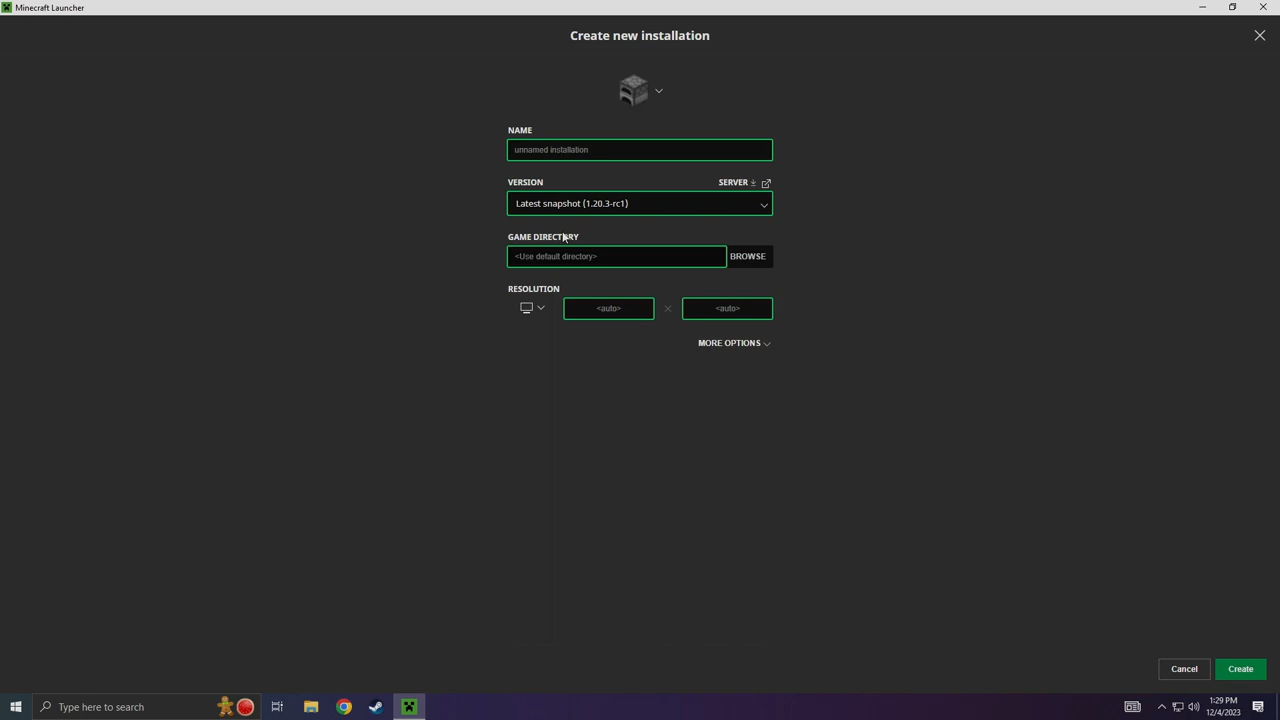 Minecraft Launcher
Create new installation
NAME
unnamed installation
VERSION
SERVER
Latest snapshot (1.20.3-rc1)
GAME DIRECTORY
<Use default directory>
BROWSE
RESOLUTION
<auto>
<auto>
MORE OPTIONS
Cancel
Create
Type here to search
1:29 PM
12/4/2023